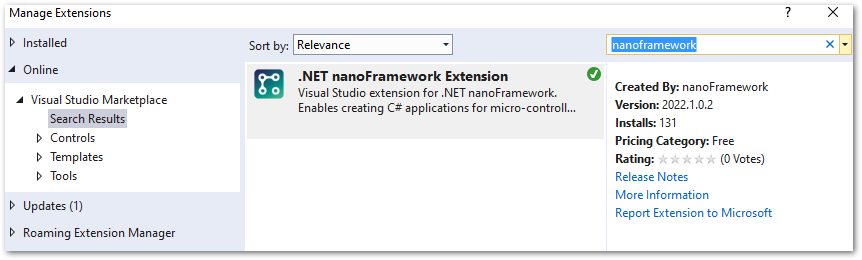 Manage Extensions
?
Installed
Sort by: Relevance
nanoframework
Online
.NET nanoFramework Extension
Visual Studio extension for .NET nanoFramework.
Enables creating C# applications for micro-controll...
Visual Studio Marketplace
Search Results
Controls
Templates
Tools
Updates (1)
Roaming Extension Manager
Created By: nanoFramework
Version: 2022.1.0.2
Installs: 131
Pricing Category: Free
Rating: (0 Votes)
Release Notes
More Information
Report Extension to Microsoft